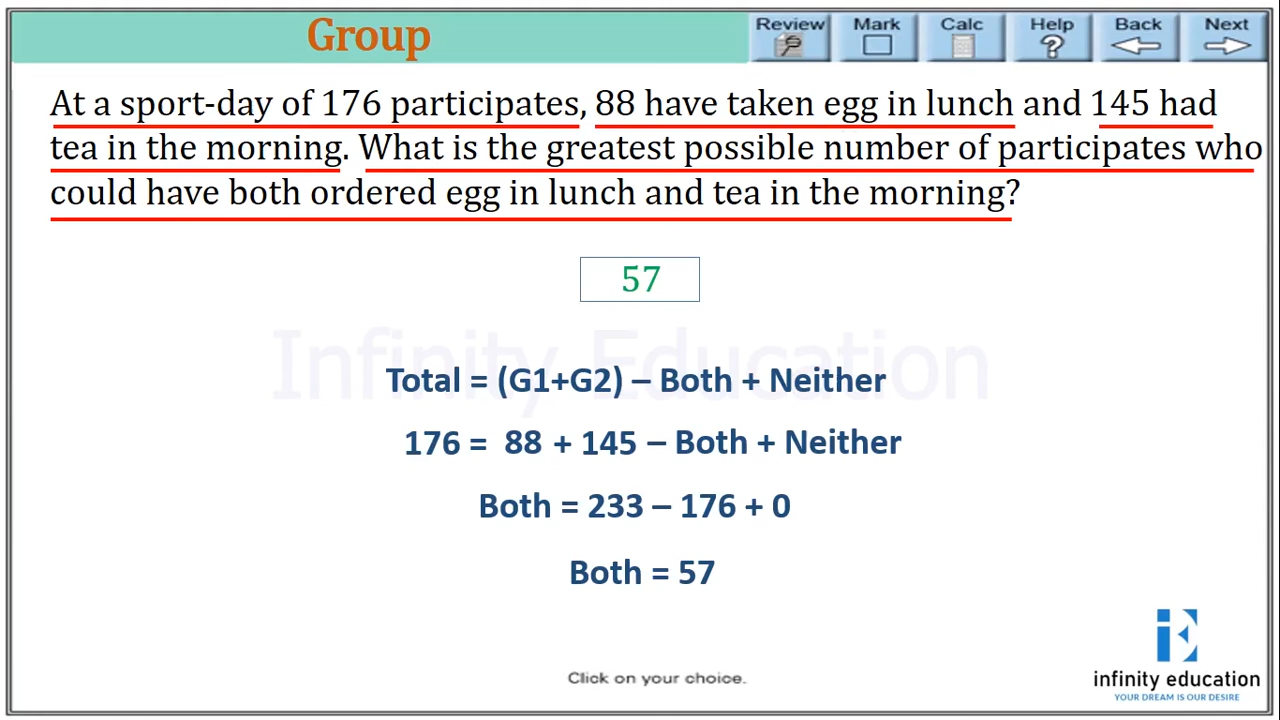 Group
Review Mark Calc Help Back Next
At a sport-day of 176 participates, 88 have taken egg in lunch and 145 had
tea in the morning. What is the greatest possible number of participates who
could have both ordered egg in lunch and tea in the morning?
57
Infinity Education
Total = (G1+G2) – Both + Neither
176 = 88 + 145 – Both + Neither
Both = 233 – 176 + 0
Both = 57
Click on your choice.
iE
infinity education
YOUR DREAM IS OUR DESIRE